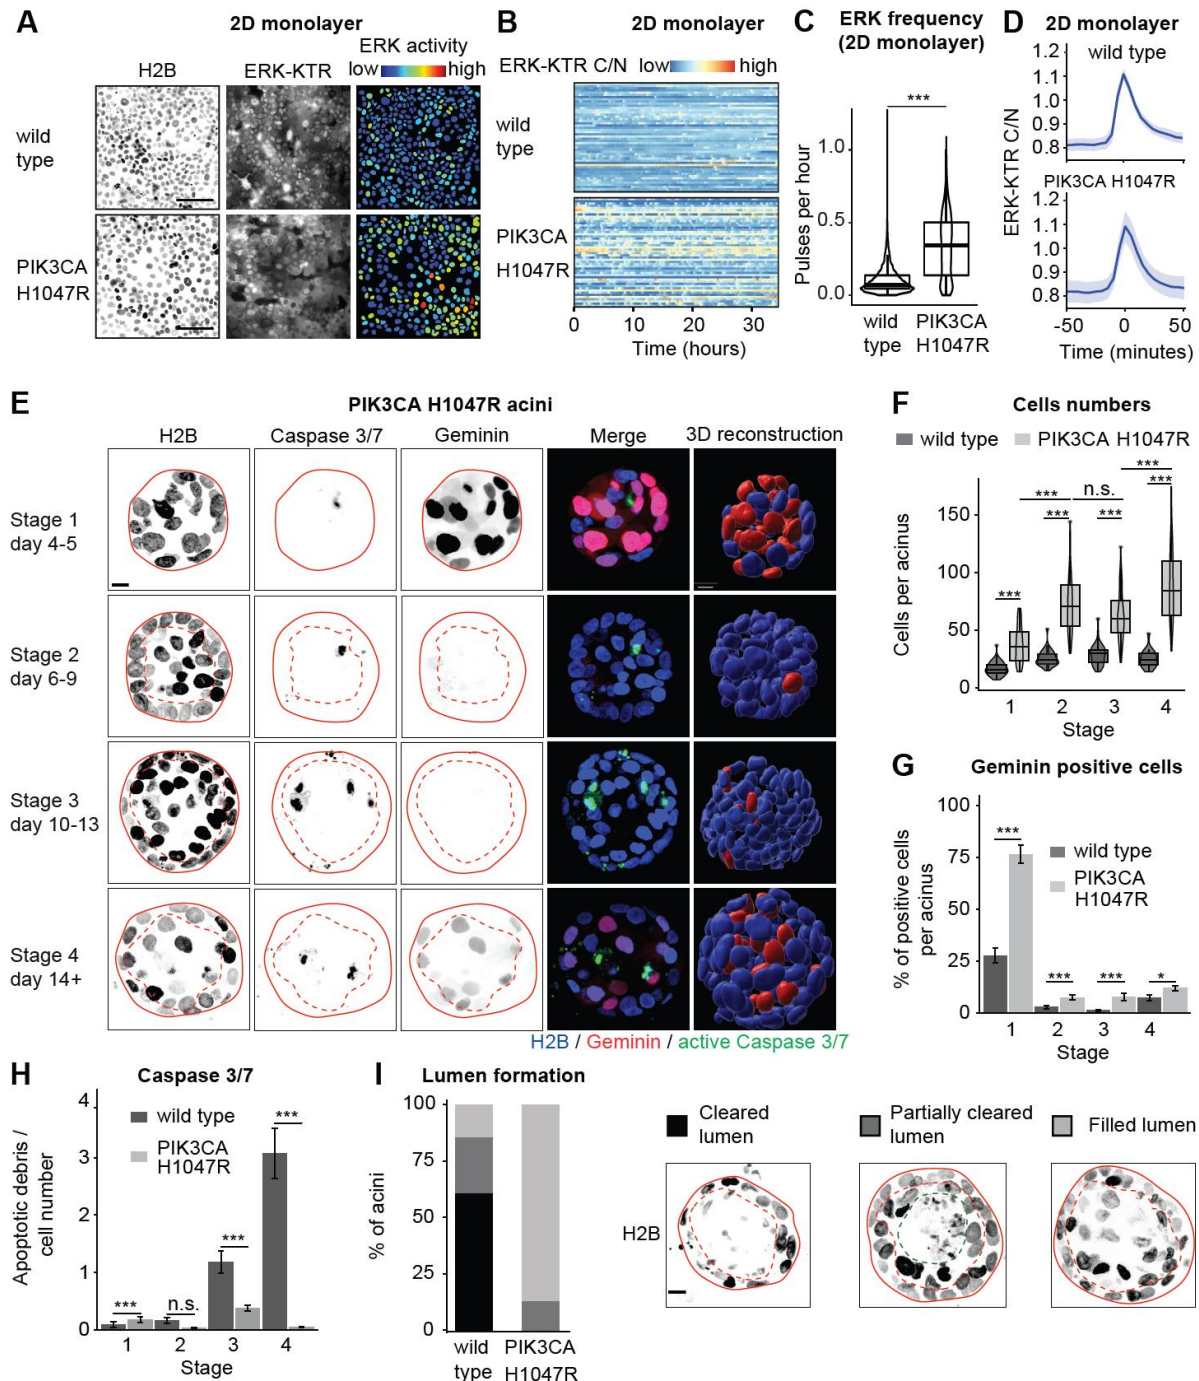 A
2D monolayer
H2B
ERK-KTR
ERK activity
low high
wild
type
PIK3CA
H1047R
B
2D monolayer
ERK-KTR C/N
low high
wild
type
PIK3CA
H1047R
0 10 20 30
Time (hours)
C
ERK frequency
(2D monolayer)
***
Pulses per hour
1.0
0.5
0.0
wild
type
PIK3CA
H1047R
D
2D monolayer
wild type
ERK-KTR C/N
1.2
1.1
1.0
0.9
0.8
PIK3CA H1047R
1.2
1.0
0.9
0.8
-50 0 50
Time (minutes)
E
PIK3CA H1047R acini
H2B Caspase 3/7 Geminin Merge 3D reconstruction
Stage 1
day 4-5
Stage 2
day 6-9
Stage 3
day 10-13
Stage 4
day 14+
H2B / Geminin / active Caspase 3/7
F
Cells numbers
wild type PIK3CA H1047R
***
*** n.s. ***
*** *** ***
Cells per acinus
150
100
50
0
1 2 3 4
Stage
G
Geminin positive cells
% of positive cells
per acinus
100
75
50
25
0
***
wild type
PIK3CA
H1047R
*** *** *
1 2 3 4
Stage
H
Caspase 3/7
Apoptotic debris /
cell number
4
3
2
1
0
wild type
PIK3CA
H1047R
*** n.s. *** ***
1 2 3 4
Stage
I
Lumen formation
% of acini
100
75
50
25
0
wild
type
PIK3CA
H1047R
Cleared
lumen
Partially cleared
lumen
Filled lumen
H2B